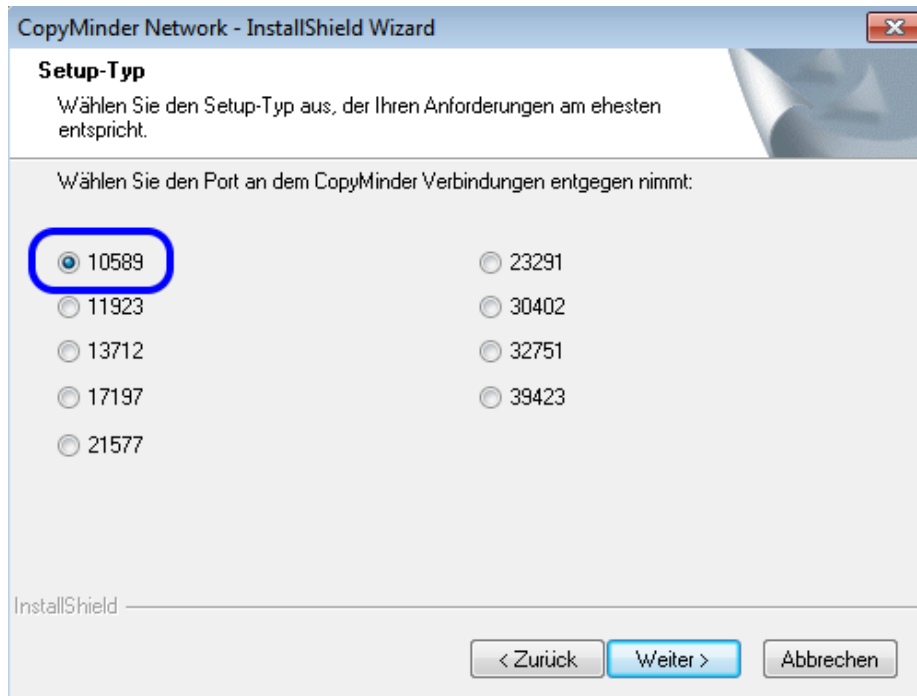 CopyMinder Network - InstallShield Wizard
Setup-Typ
Wählen Sie den Setup-Typ aus, der Ihren Anforderungen am ehesten
entspricht.
Wählen Sie den Port an dem CopyMinder Verbindungen entgegen nimmt:
10589
11923
13712
17197
21577
23291
30402
32751
39423
InstallShield
< Zurück
Weiter >
Abbrechen